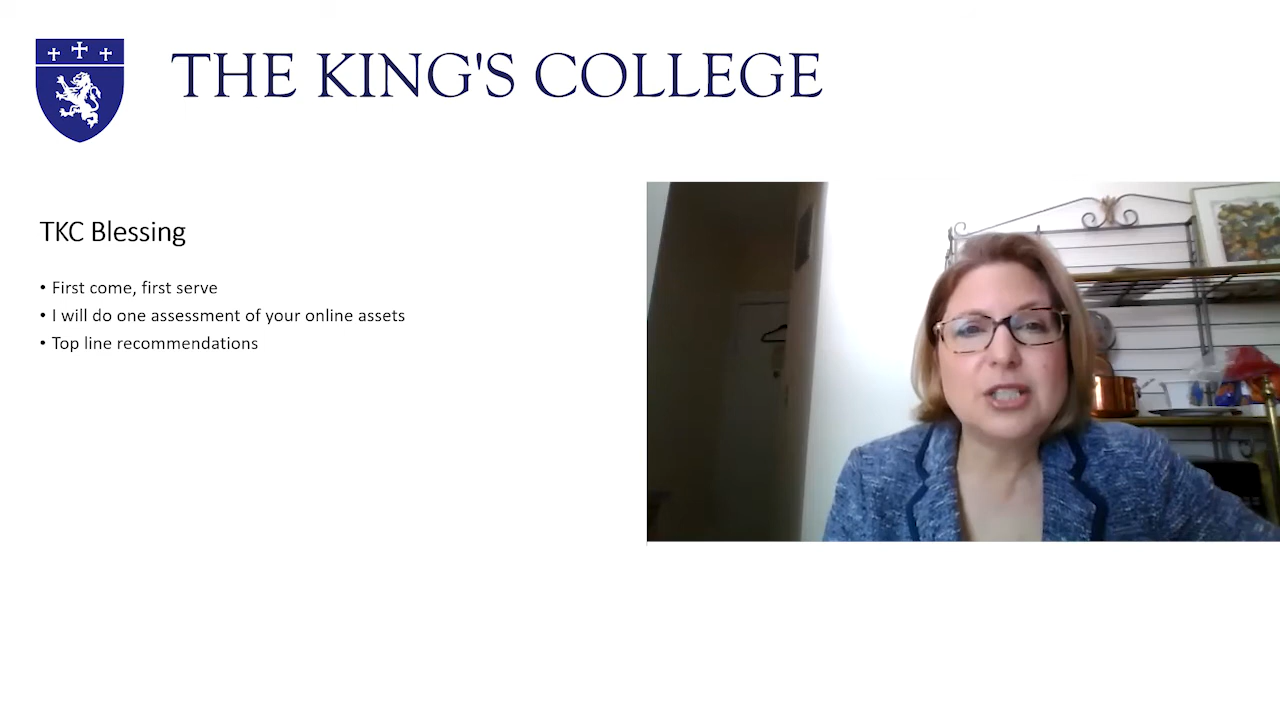 THE KING'S COLLEGE
TKC Blessing
• First come, first serve
• I will do one assessment of your online assets
• Top line recommendations